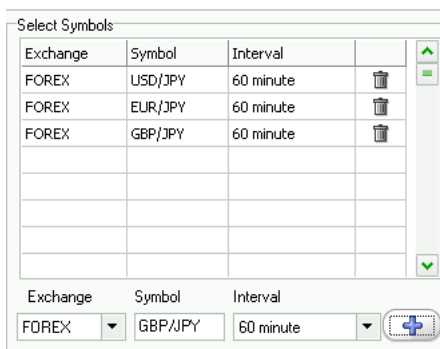 Select Symbols
Exchange Symbol Interval
FOREX USD/JPY 60 minute
FOREX EUR/JPY 60 minute
FOREX GBP/JPY 60 minute
Exchange Symbol Interval
FOREX GBP/JPY 60 minute